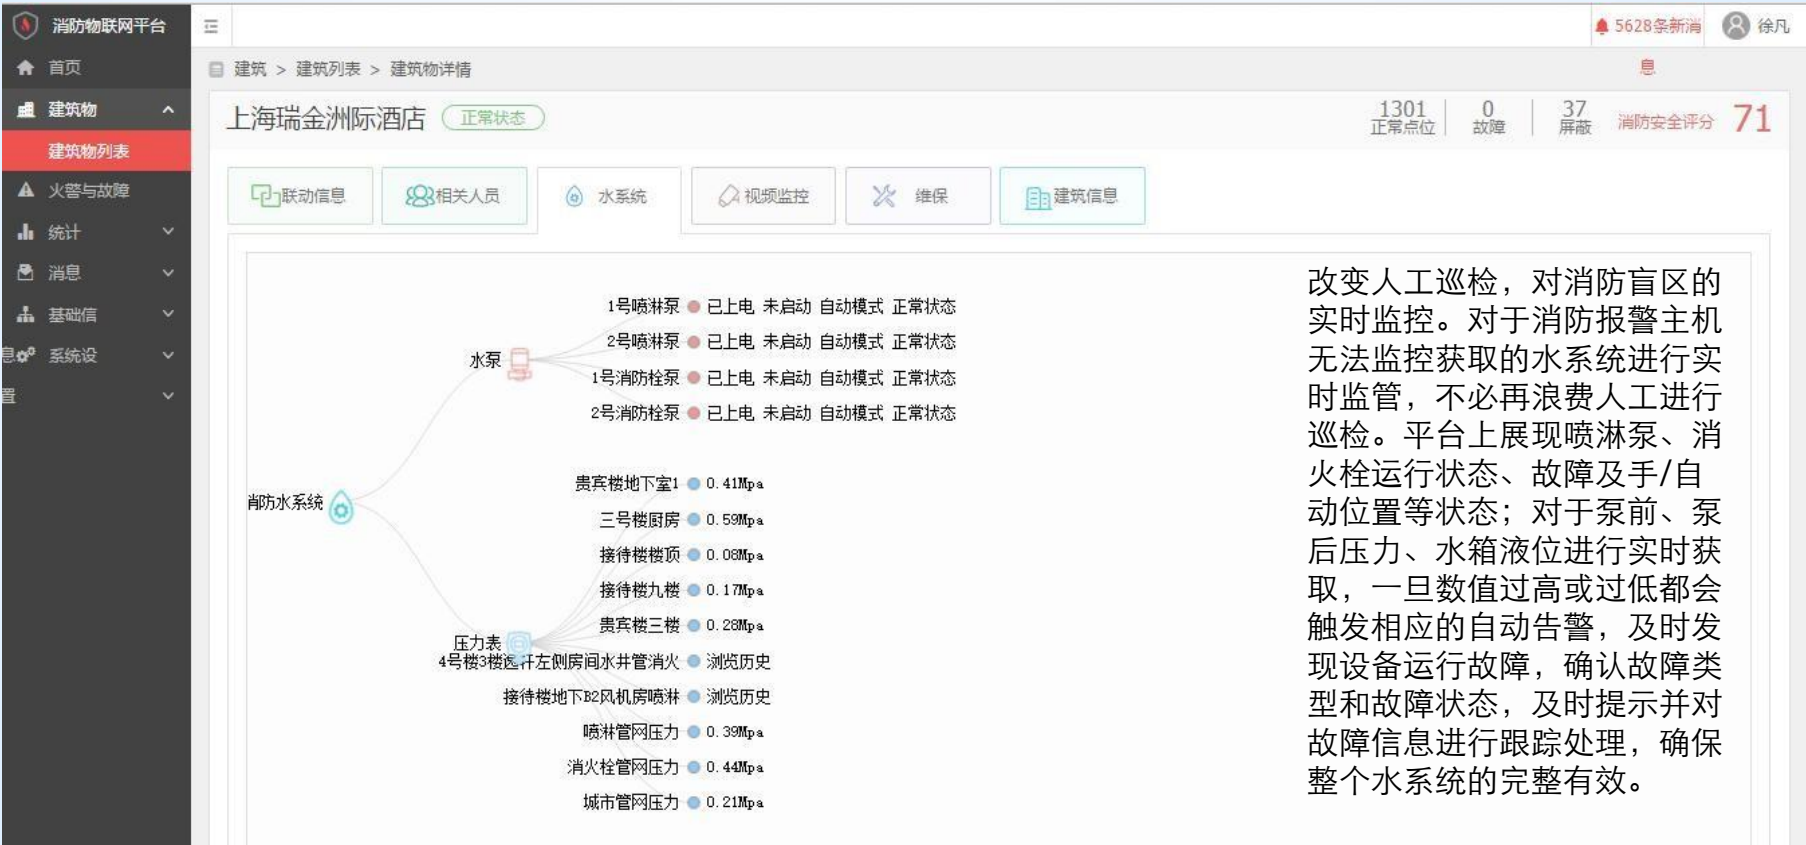 消防物联网平台
5628条新消
息
徐凡
首页
建筑物
建筑物列表
火警与故障
统计
消息
基础信
息
系统设
置
建筑 > 建筑列表 > 建筑物详情
上海瑞金洲际酒店
正常状态
1301
正常点位
0
故障
37
屏蔽
消防安全评分
71
联动信息
相关人员
水系统
视频监控
维保
建筑信息
消防水系统
水泵
1号喷淋泵 已上电 未启动 自动模式 正常状态
2号喷淋泵 已上电 未启动 自动模式 正常状态
1号消防栓泵 已上电 未启动 自动模式 正常状态
2号消防栓泵 已上电 未启动 自动模式 正常状态
压力表
贵宾楼地下室1 0.41Mpa
三号楼厨房 0.59Mpa
接待楼楼顶 0.08Mpa
接待楼九楼 0.17Mpa
贵宾楼三楼 0.28Mpa
左侧房间水井管消火 浏览历史
接待楼地下B2风机房喷淋 浏览历史
喷淋管网压力 0.39Mpa
消火栓管网压力 0.44Mpa
城市管网压力 0.21Mpa
改变人工巡检，对消防盲区的
实时监控。对于消防报警主机
无法监控获取的水系统进行实
时监管，不必再浪费人工进行
巡检。平台上展现喷淋泵、消
火栓运行状态、故障及手/自
动位置等状态；对于泵前、泵
后压力、水箱液位进行实时获
取，一旦数值过高或过低都会
触发相应的自动告警，及时发
现设备运行故障，确认故障类
型和故障状态，及时提示并对
故障信息进行跟踪处理，确保
整个水系统的完整有效。